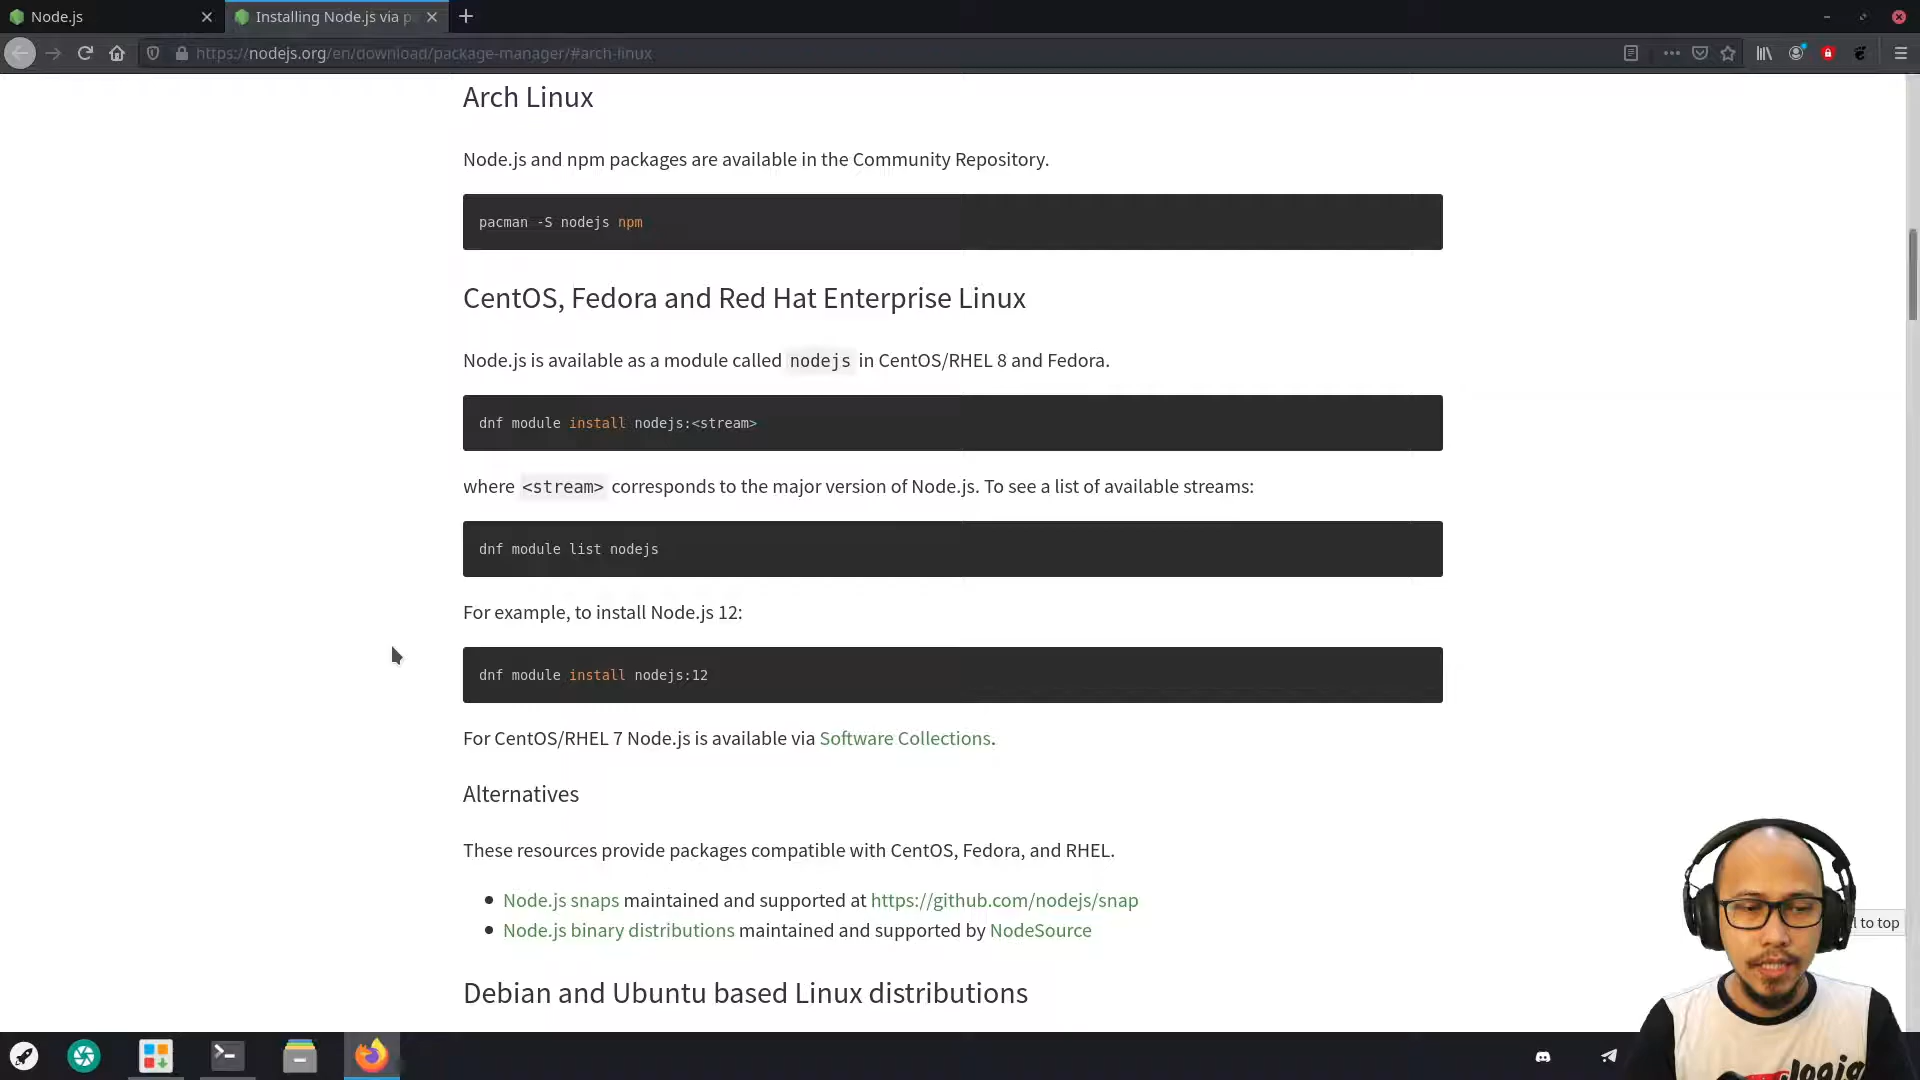 Node.js
Installing Node.js via p
https://nodejs.org/en/download/package-manager/#arch-linux
Arch Linux
Node.js and npm packages are available in the Community Repository.
pacman -S nodejs npm
CentOS, Fedora and Red Hat Enterprise Linux
Node.js is available as a module called nodejs in CentOS/RHEL 8 and Fedora.
dnf module install nodejs:<stream>
where <stream> corresponds to the major version of Node.js. To see a list of available streams:
dnf module list nodejs
For example, to install Node.js 12:
dnf module install nodejs:12
For CentOS/RHEL 7 Node.js is available via Software Collections.
Alternatives
These resources provide packages compatible with CentOS, Fedora, and RHEL.
Node.js snaps maintained and supported at https://github.com/nodejs/snap
l to top
Node.js binary distributions maintained and supported by NodeSource
Debian and Ubuntu based Linux distributions